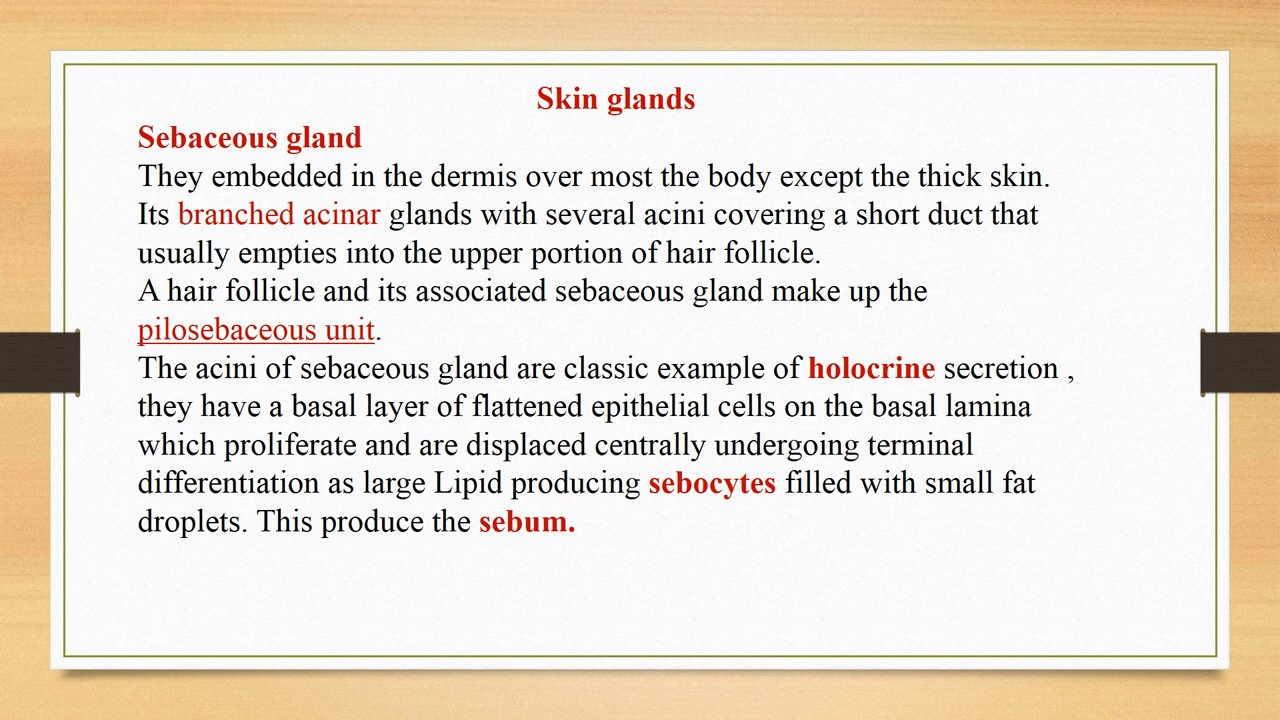 Skin glands
Sebaceous gland
They embedded in the dermis over most the body except the thick skin.
Its branched acinar glands with several acini covering a short duct that
usually empties into the upper portion of hair follicle.
A hair follicle and its associated sebaceous gland make up the
pilosebaceous unit.
The acini of sebaceous gland are classic example of holocrine secretion ,
they have a basal layer of flattened epithelial cells on the basal lamina
which proliferate and are displaced centrally undergoing terminal
differentiation as large Lipid producing sebocytes filled with small fat
droplets. This produce the sebum.